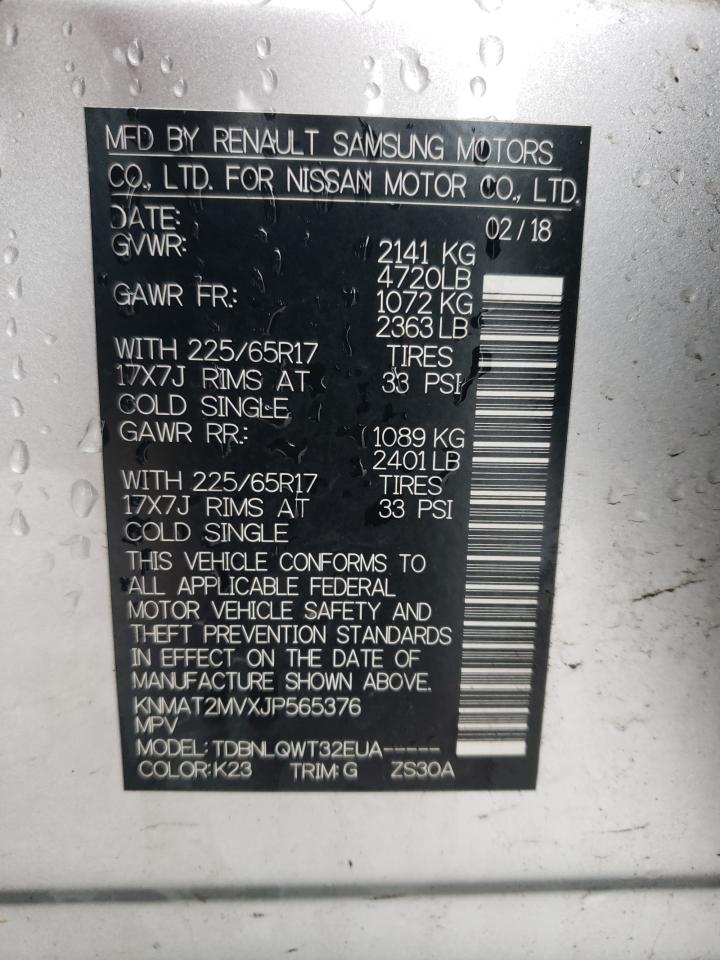 MFD BY RENAULT SAMSUNG MOTORS
CO., LTD. FOR NISSAN MOTOR CO., LTD.
DATE: 02/18
GVWR: 2141 KG
4720LB
GAWR FR.: 1072 KG
2363 LB
WITH 225/65R17 TIRES
17X7J RIMS AT 33 PSI
COLD SINGLE
GAWR RR.: 1089 KG
2401 LB
WITH 225/65R17 TIRES
17X7J RIMS AT 33 PSI
COLD SINGLE
THIS VEHICLE CONFORMS TO
ALL APPLICABLE FEDERAL
MOTOR VEHICLE SAFETY AND
THEFT PREVENTION STANDARDS
IN EFFECT ON THE DATE OF
MANUFACTURE SHOWN ABOVE.
KNMAT2MVXJP565376
MPV
MODEL: TDBNLQWT32EUA-----
COLOR:K23 TRIM:G ZS30A